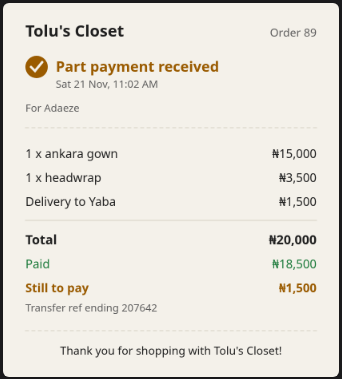 Tolu's Closet
Order 89
Part payment received
Sat 21 Nov, 11:02 AM
For Adaeze
1 x ankara gown ₦15,000
1 x headwrap ₦3,500
Delivery to Yaba ₦1,500
Total ₦20,000
Paid ₦18,500
Still to pay ₦1,500
Transfer ref ending 207642
Thank you for shopping with Tolu's Closet!